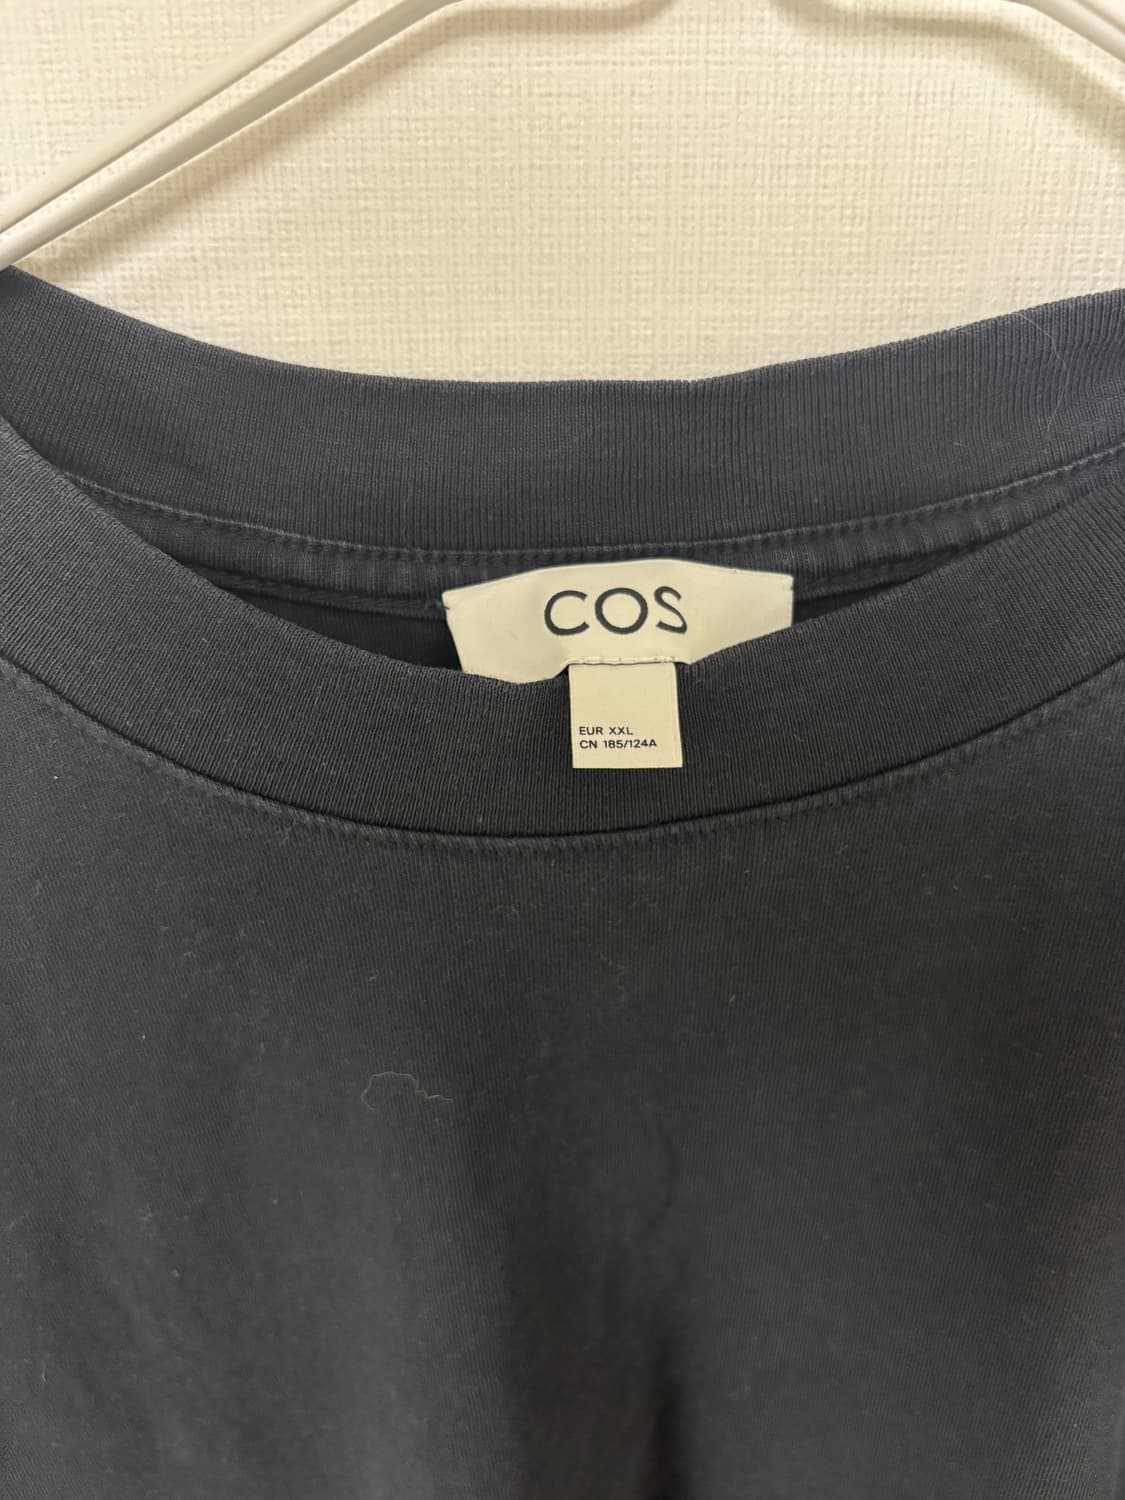 COS
EUR XXL
CN 185/124A